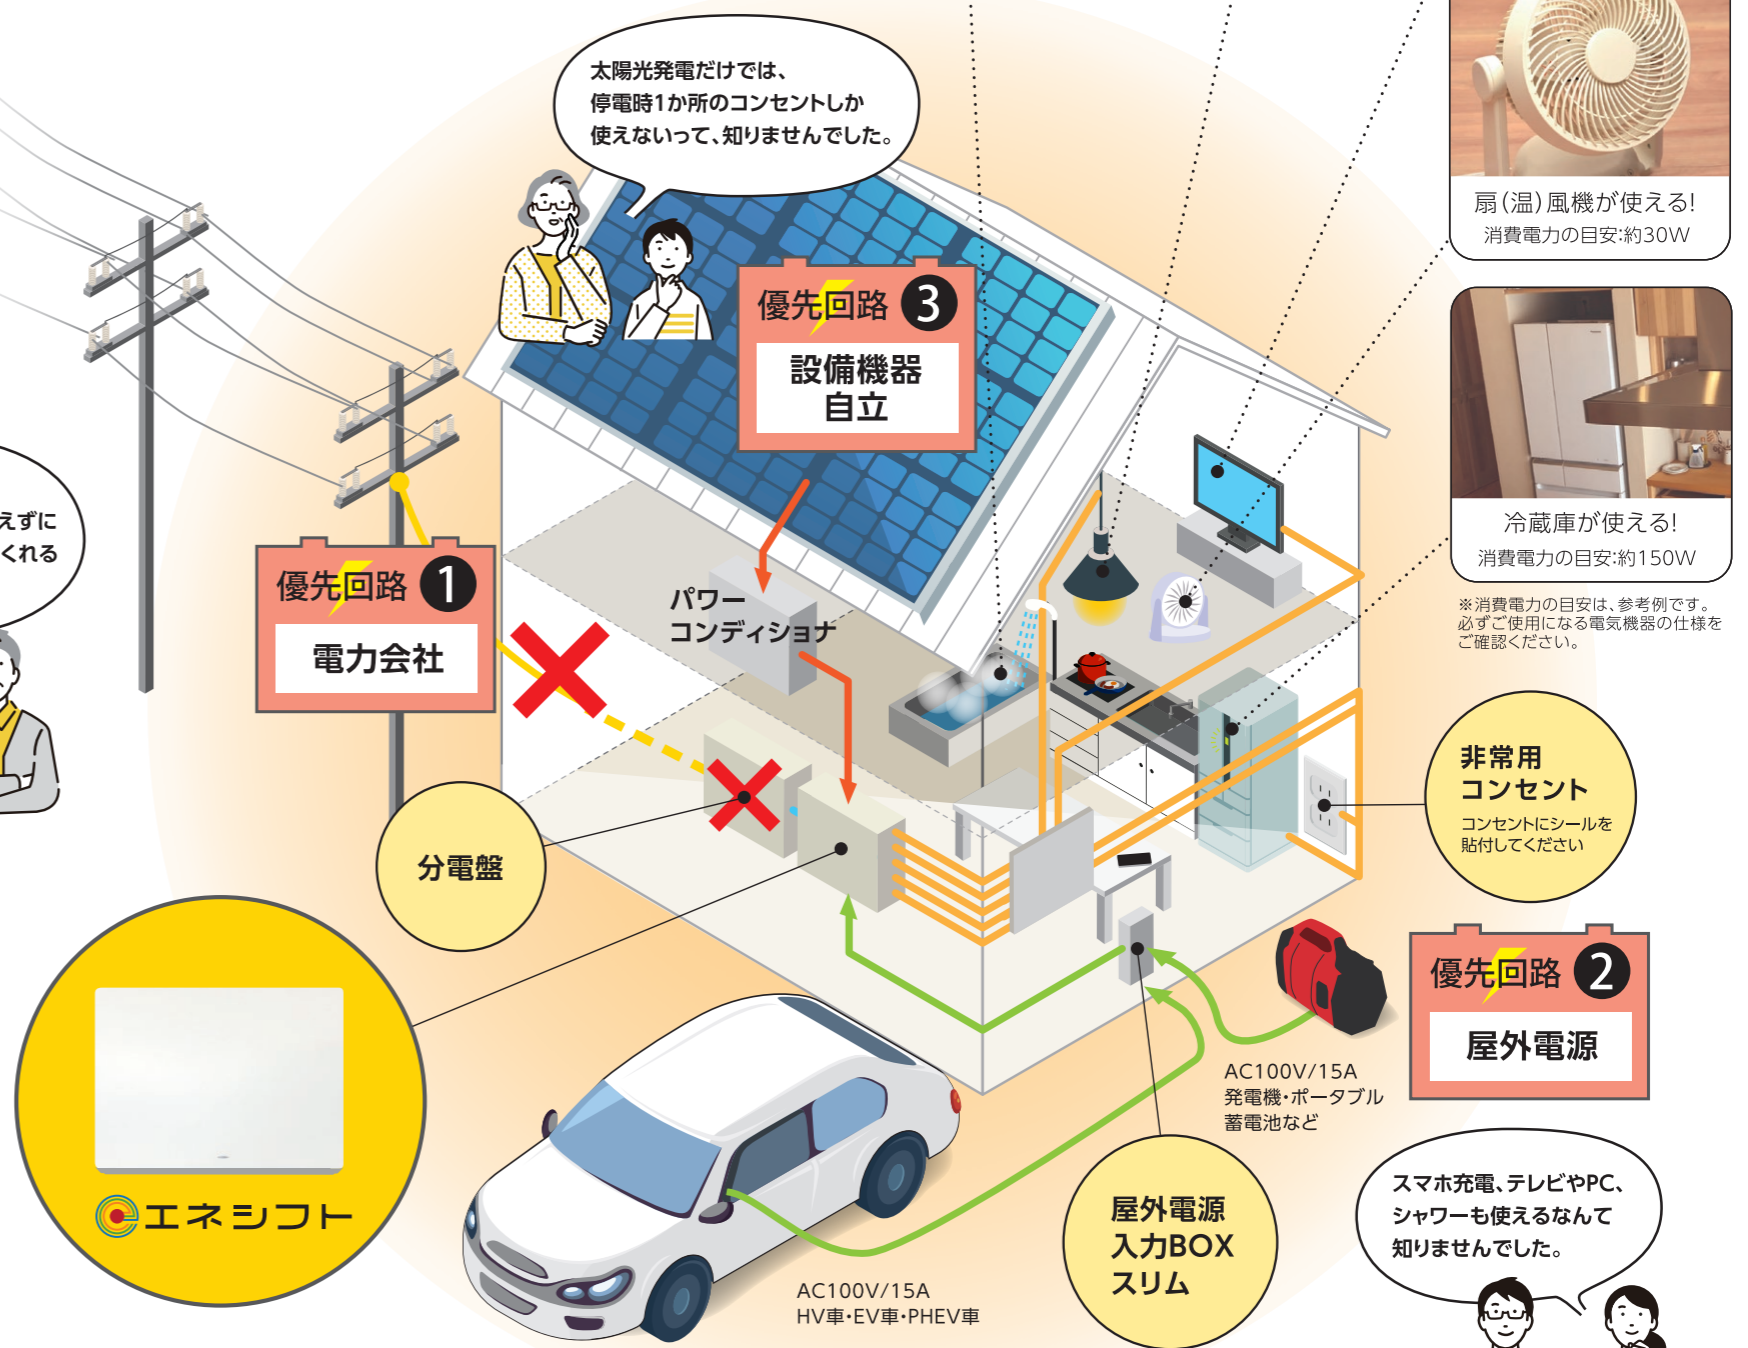 太陽光発電だけでは、
停電時1か所のコンセントしか
使えないって、知りませんでした。
扇(温)風機が使える!
消費電力の目安:約30W
優先回路 3
設備機器
自立
冷蔵庫が使える!
消費電力の目安:約150W
※消費電力の目安は、参考例です。
必ずご使用になる電気機器の仕様を
ご確認ください。
えずに
くれる
優先回路 1
電力会社
パワー
コンディショナ
非常用
コンセント
コンセントにシールを
貼付してください
分電盤
優先回路 2
屋外電源
AC100V/15A
発電機・ポータブル
蓄電池など
エネシフト
屋外電源
入力BOX
スリム
AC100V/15A
HV車・EV車・PHEV車
スマホ充電、テレビやPC、
シャワーも使えるなんて
知りませんでした。